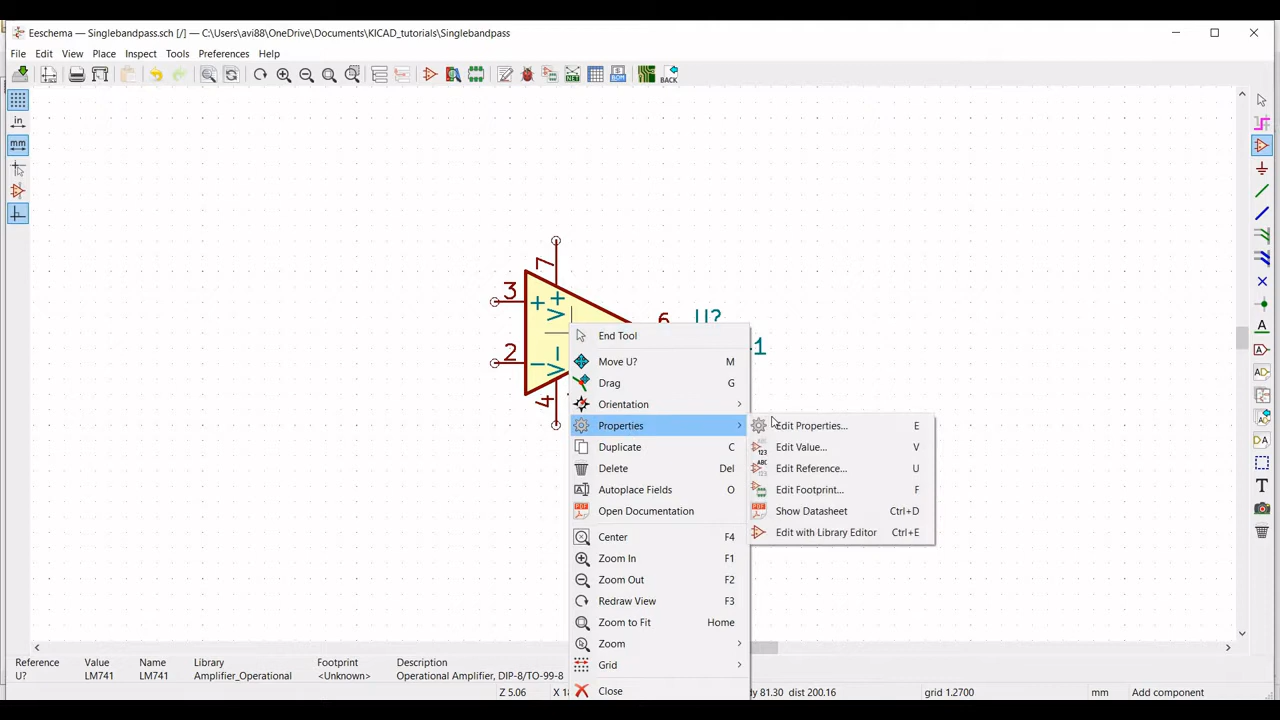 Eeschema — Singlebandpass.sch [/] — C:\Users\avi88\OneDrive\Documents\KICAD_tutorials\Singlebandpass
File Edit View Place Inspect Tools Preferences Help
BACK
in
mm
7
3
6
U?
2
1
4
End Tool
Move U? M
Drag G
Orientation
Properties
Duplicate C
Delete Del
Autoplace Fields O
Open Documentation
Center F4
Zoom In F1
Zoom Out F2
Redraw View F3
Zoom to Fit Home
Zoom
Grid
Close
Edit Properties... E
Edit Value... V
Edit Reference... U
Edit Footprint... F
Show Datasheet Ctrl+D
Edit with Library Editor Ctrl+E
Reference Value Name Library Footprint Description
U? LM741 LM741 Amplifier_Operational <Unknown> Operational Amplifier, DIP-8/TO-99-8
Z 5.06 81.30 dist 200.16 grid 1.2700 mm Add component